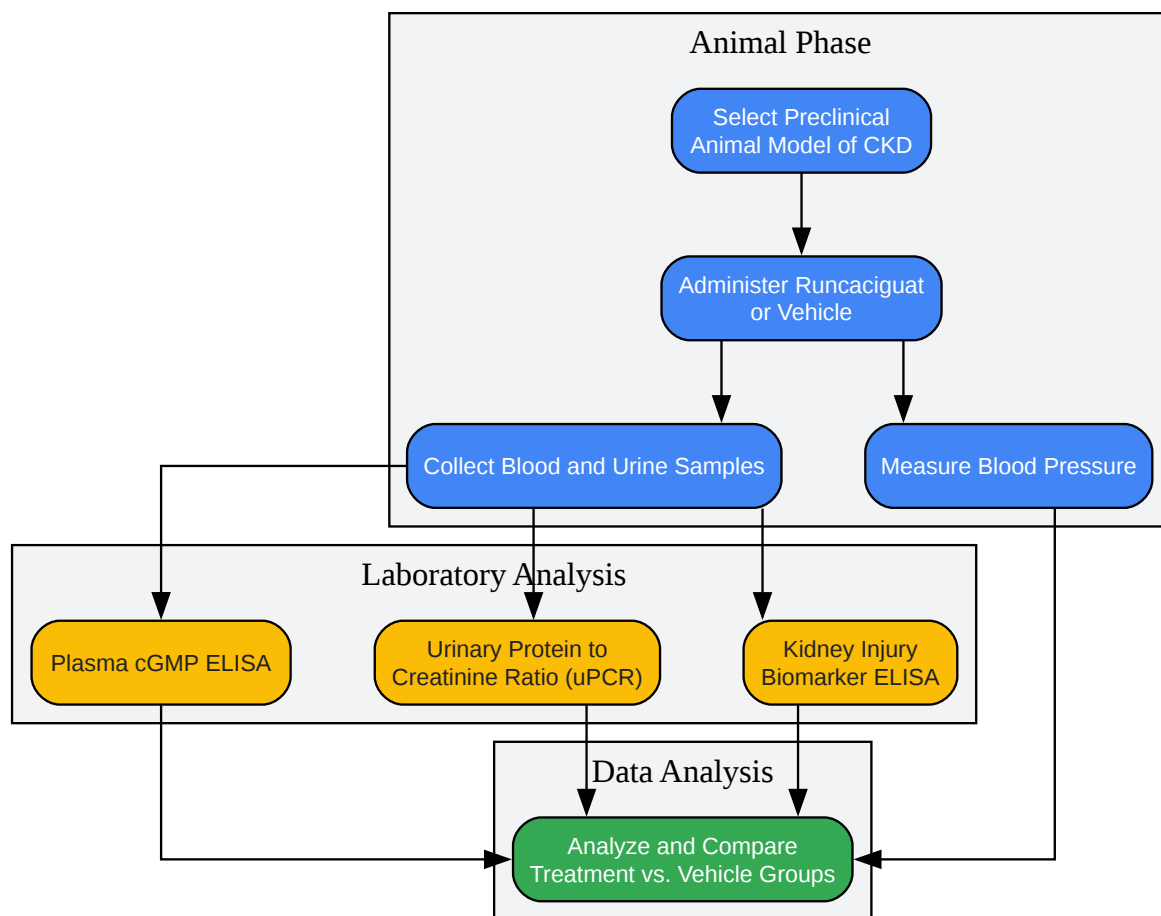 Animal Phase
Select Preclinical
Animal Model of CKD
Administer Runcaciguat
or Vehicle
Collect Blood and Urine Samples
Measure Blood Pressure
Laboratory Analysis
Plasma cGMP ELISA
Urinary Protein to
Creatinine Ratio (uPCR)
Kidney Injury
Biomarker ELISA
Data Analysis
Analyze and Compare
Treatment vs. Vehicle Groups